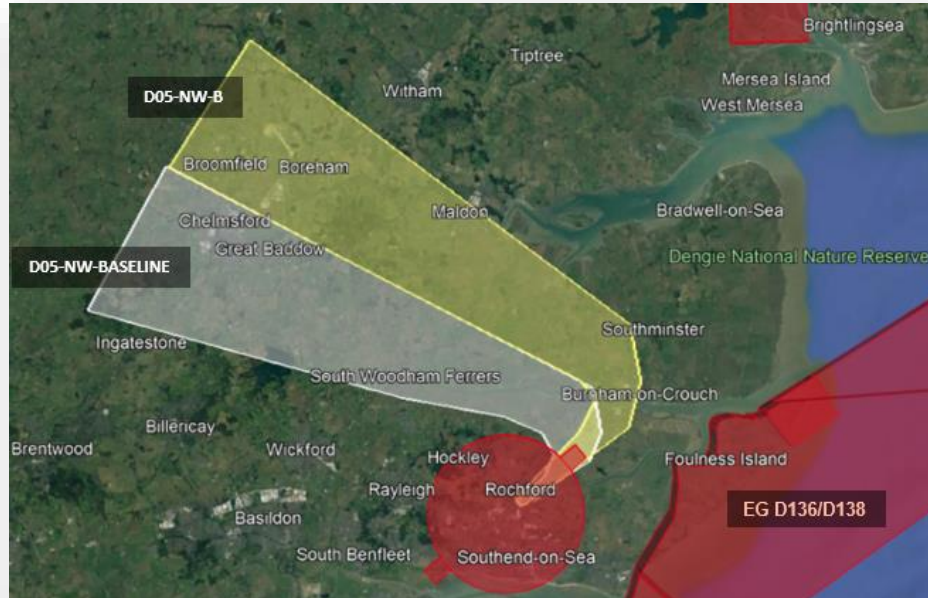 Brightlingsea
Tiptree
Mersea Island
Witham
D05-NW-B
West Mersea
Broomfield
Boreham
Maldon
Bradwell-on-Sea
Chelmsford
Great Baddow
Dengie National Nature Reserve
D05-NW-BASELINE
Southminster
Ingatestone
South Woodham Ferrers
Burnham-on-Crouch
Billericay
Brentwood
Wickford
Hockley
Foulness Island
Rayleigh
Rochford
EG D136/D138
Basildon
South Benfleet
Southend-on-Sea